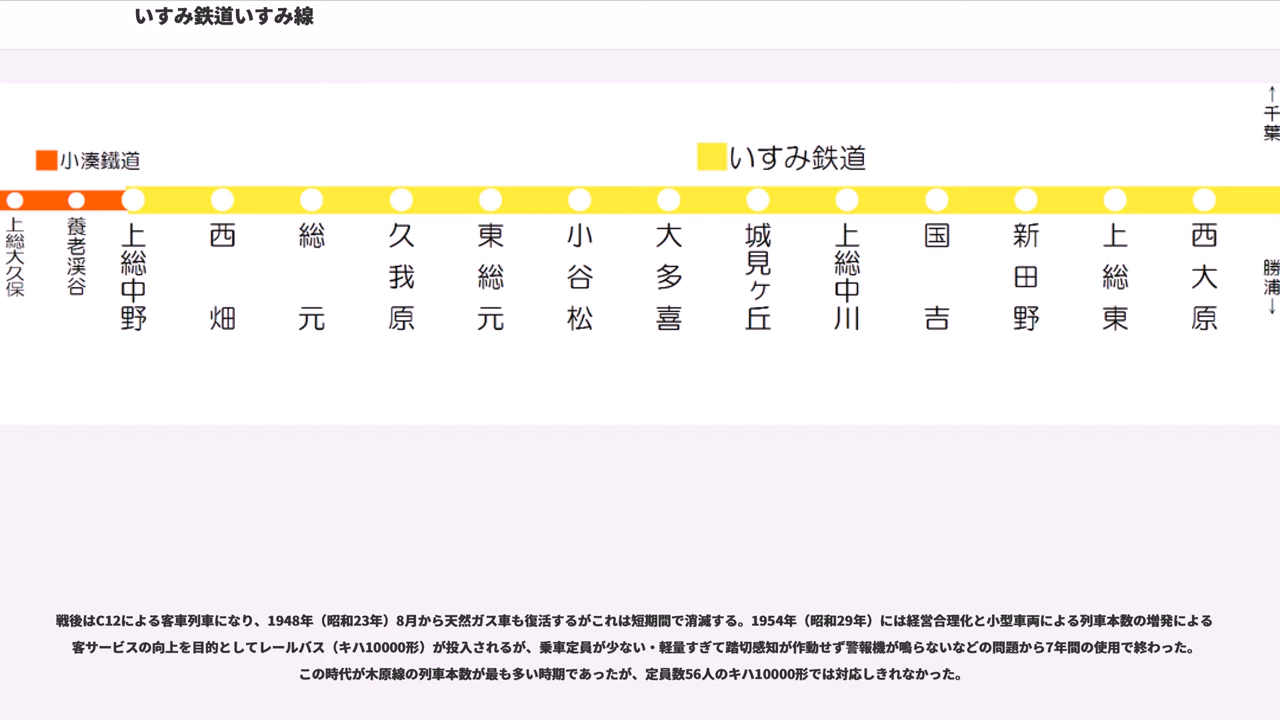 いすみ鉄道いすみ線
↑千葉
小湊鐵道
いすみ鉄道
上総大久保
養老渓谷
上総中野
西畑
総元
久我原
東総元
小谷松
大多喜
城見ヶ丘
上総中川
国吉
新田野
上総東
西大原
勝浦↓
戦後はC12による客車列車になり、1948年（昭和23年）8月から天然ガス車も復活するがこれは短期間で消滅する。1954年（昭和29年）には経営合理化と小型車両による列車本数の増発による
客サービスの向上を目的としてレールバス（キハ10000形）が投入されるが、乗車定員が少ない・軽量すぎて踏切感知が作動せず警報機が鳴らないなどの問題から7年間の使用で終わった。
この時代が木原線の列車本数が最も多い時期であったが、定員数56人のキハ10000形では対応しきれなかった。